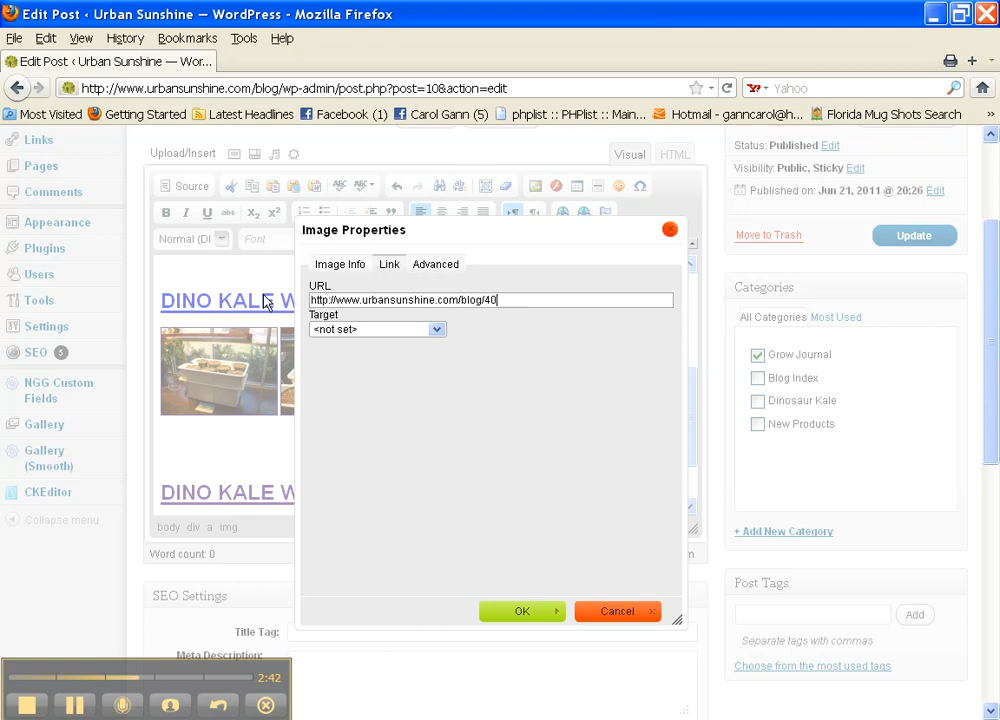 Edit Post ‹ Urban Sunshine — WordPress - Mozilla Firefox
File Edit View History Bookmarks Tools Help
Edit Post ‹ Urban Sunshine — Wor...
http://www.urbansunshine.com/blog/wp-admin/post.php?post=10&action=edit
Yahoo
Most Visited Getting Started Latest Headlines Facebook (1) Carol Gann (5) phplist :: PHPlist :: Main... Hotmail - ganncarol@h... Florida Mug Shots Search »
Links
Pages
Comments
Appearance
Plugins
Users
Tools
Settings
SEO 5
NGG Custom
Fields
Gallery
Gallery
(Smooth)
CKEditor
Collapse menu
Upload/Insert
Visual HTML
Source
B I U abc X₂ X²
Normal (DI Font
DINO KALE W
DINO KALE W
body div a img
Word count: 0
SEO Settings
Title Tag:
Meta Description:
Image Properties
Image Info Link Advanced
URL
http://www.urbansunshine.com/blog/40
Target
<not set>
OK Cancel
Status: Published Edit
Visibility: Public, Sticky Edit
Published on: Jun 21, 2011 @ 20:26 Edit
Move to Trash Update
Categories
All Categories Most Used
Grow Journal
Blog Index
Dinosaur Kale
New Products
+ Add New Category
Post Tags
Add
Separate tags with commas
Choose from the most used tags
2:42